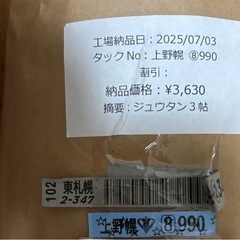 工場納品日：2025/07/03
タックNo：上野幌 ⑧990
割引：
納品価格：￥3,630
摘要：ジュウタン３帖
102
東札幌
2-347
上野幌 ⑧990